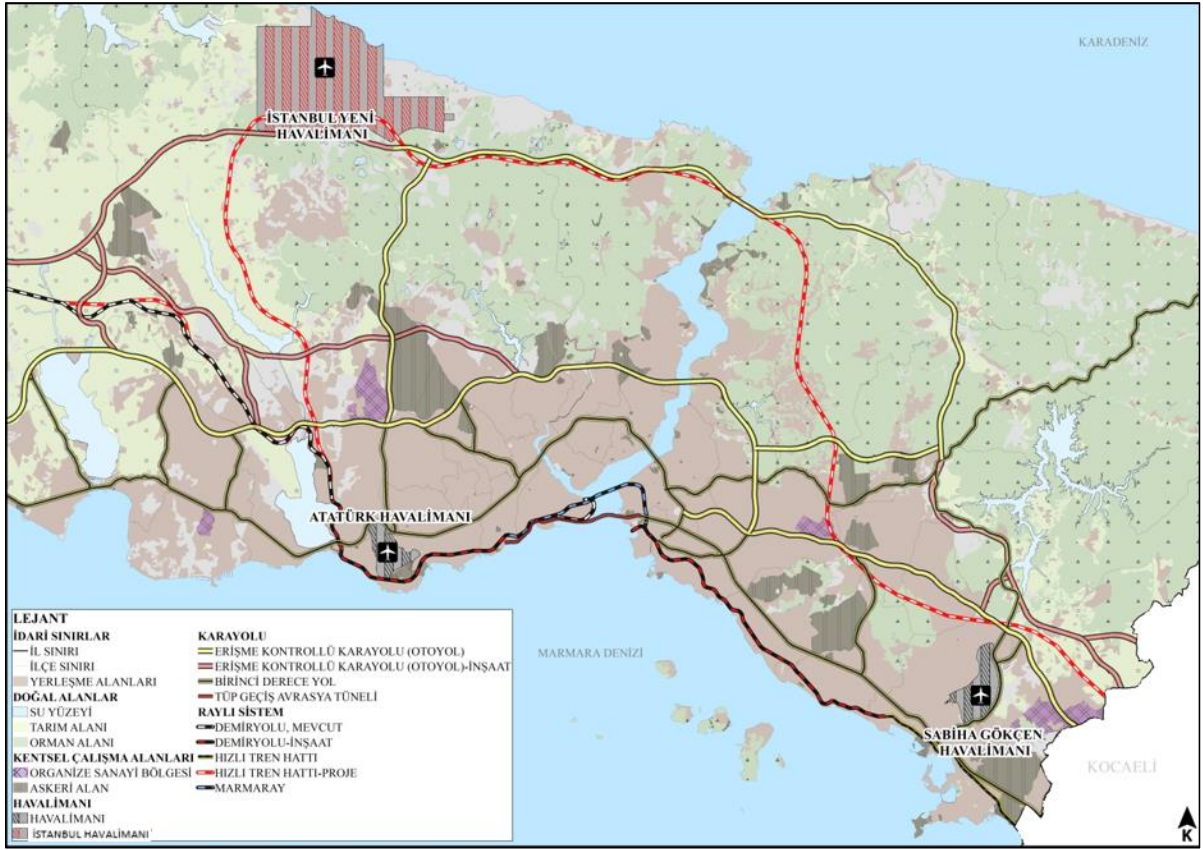 KARADENİZ
İSTANBUL YENİ
HAVALİMANI
ATATÜRK HAVALİMANI
MARMARA DENİZİ
SABİHA GÖKÇEN
HAVALİMANI
KOCAELİ
K
LEJANT
İDARİ SINIRLAR
İL SINIRI
İLÇE SINIRI
YERLEŞME ALANLARI
DOĞAL ALANLAR
SU YÜZEYİ
TARIM ALANI
ORMAN ALANI
KENTSEL ÇALIŞMA ALANLARI
ORGANİZE SANAYİ BÖLGESİ
ASKERİ ALAN
HAVALİMANI
HAVALİMANI
İSTANBUL HAVALİMANI
KARAYOLU
ERİŞME KONTROLLÜ KARAYOLU (OTOYOL)
ERİŞME KONTROLLÜ KARAYOLU (OTOYOL)-İNŞAAT
BİRİNCİ DERECE YOL
TÜP GEÇİŞ AVRASYA TÜNELİ
RAYLI SİSTEM
DEMİRYOLU, MEVCUT
DEMİRYOLU-İNŞAAT
HIZLI TREN HATTI
HIZLI TREN HATTI-PROJE
MARMARAY